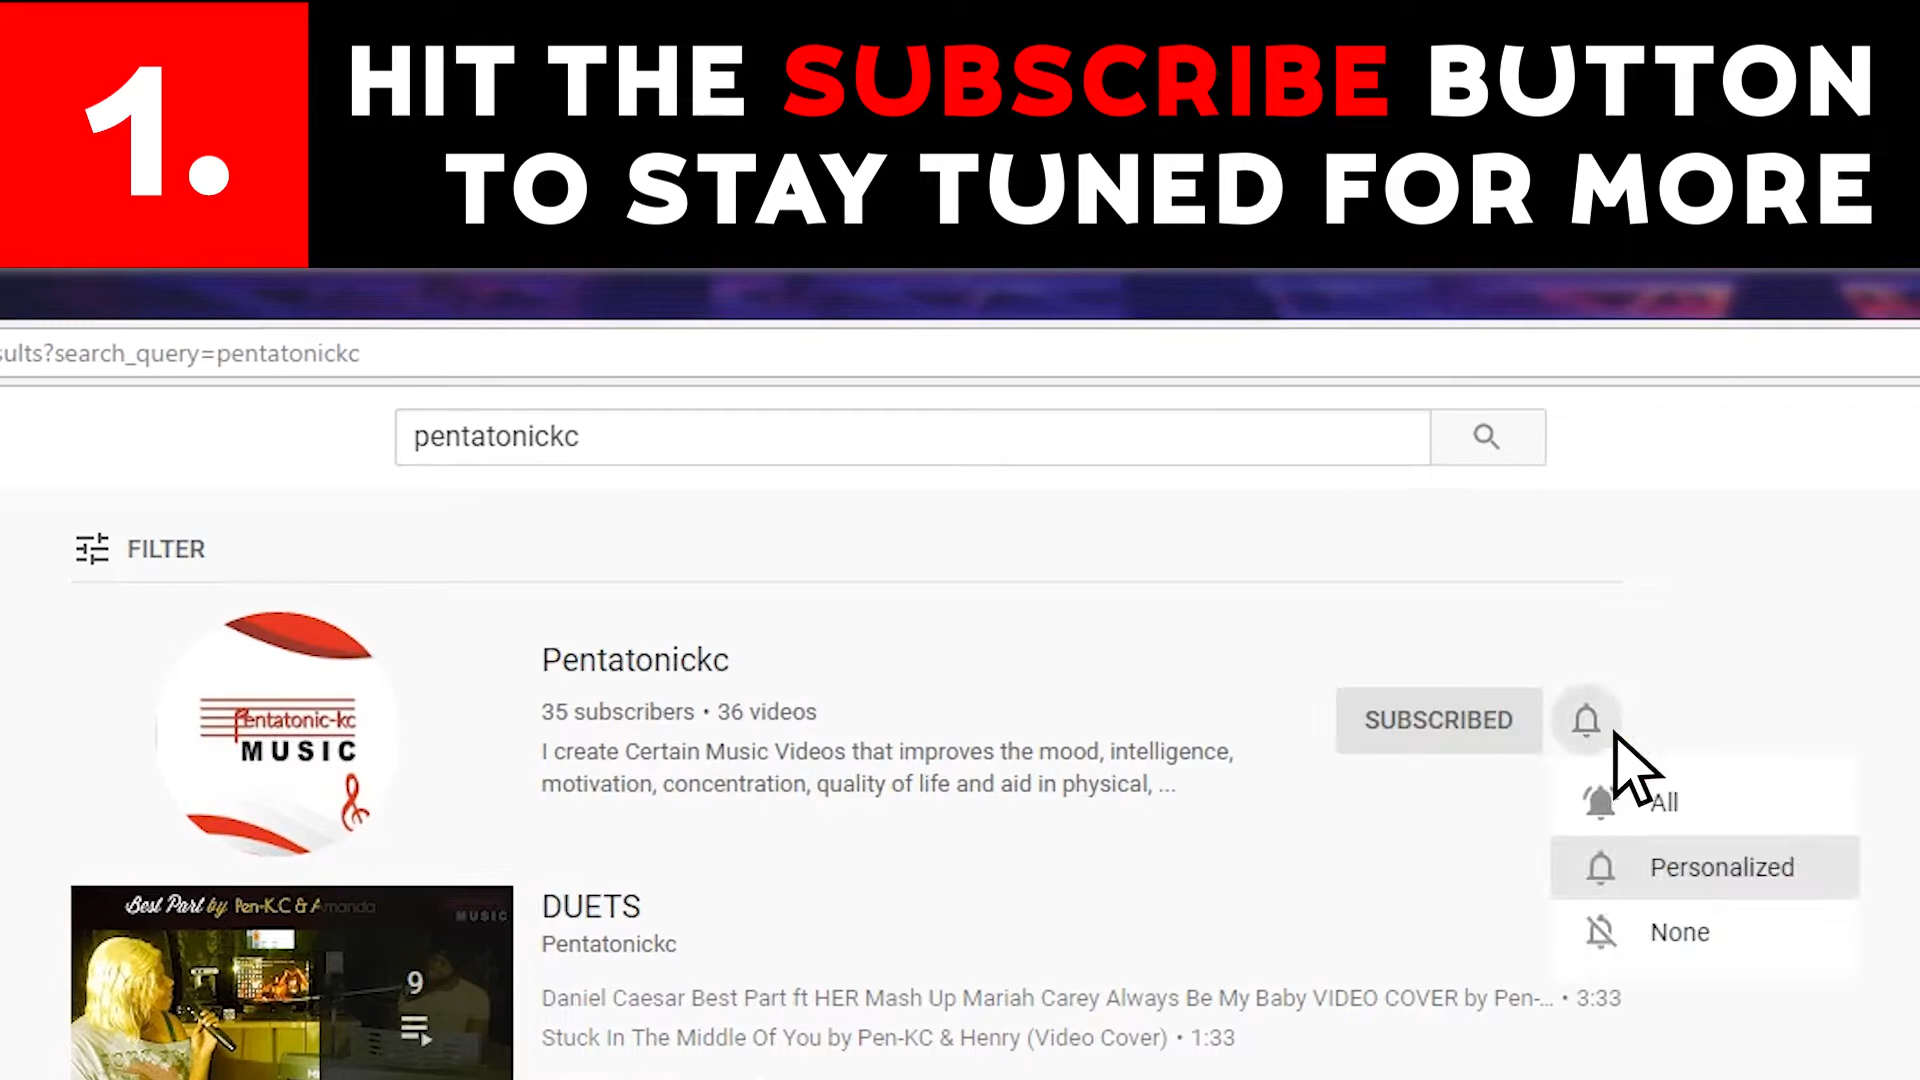 1.
HIT THE SUBSCRIBE BUTTON
TO STAY TUNED FOR MORE
sults?search_query=pentatonickc
pentatonickc
FILTER
Pentatonickc
35 subscribers • 36 videos
I create Certain Music Videos that improves the mood, intelligence,
motivation, concentration, quality of life and aid in physical, ...
SUBSCRIBED
Pentatonic-kc
MUSIC
All
Personalized
None
Best Part by Pen-K.C & Amanda
MUSIC
9
DUETS
Pentatonickc
Daniel Caesar Best Part ft HER Mash Up Mariah Carey Always Be My Baby VIDEO COVER by Pen-... • 3:33
Stuck In The Middle Of You by Pen-KC & Henry (Video Cover) • 1:33